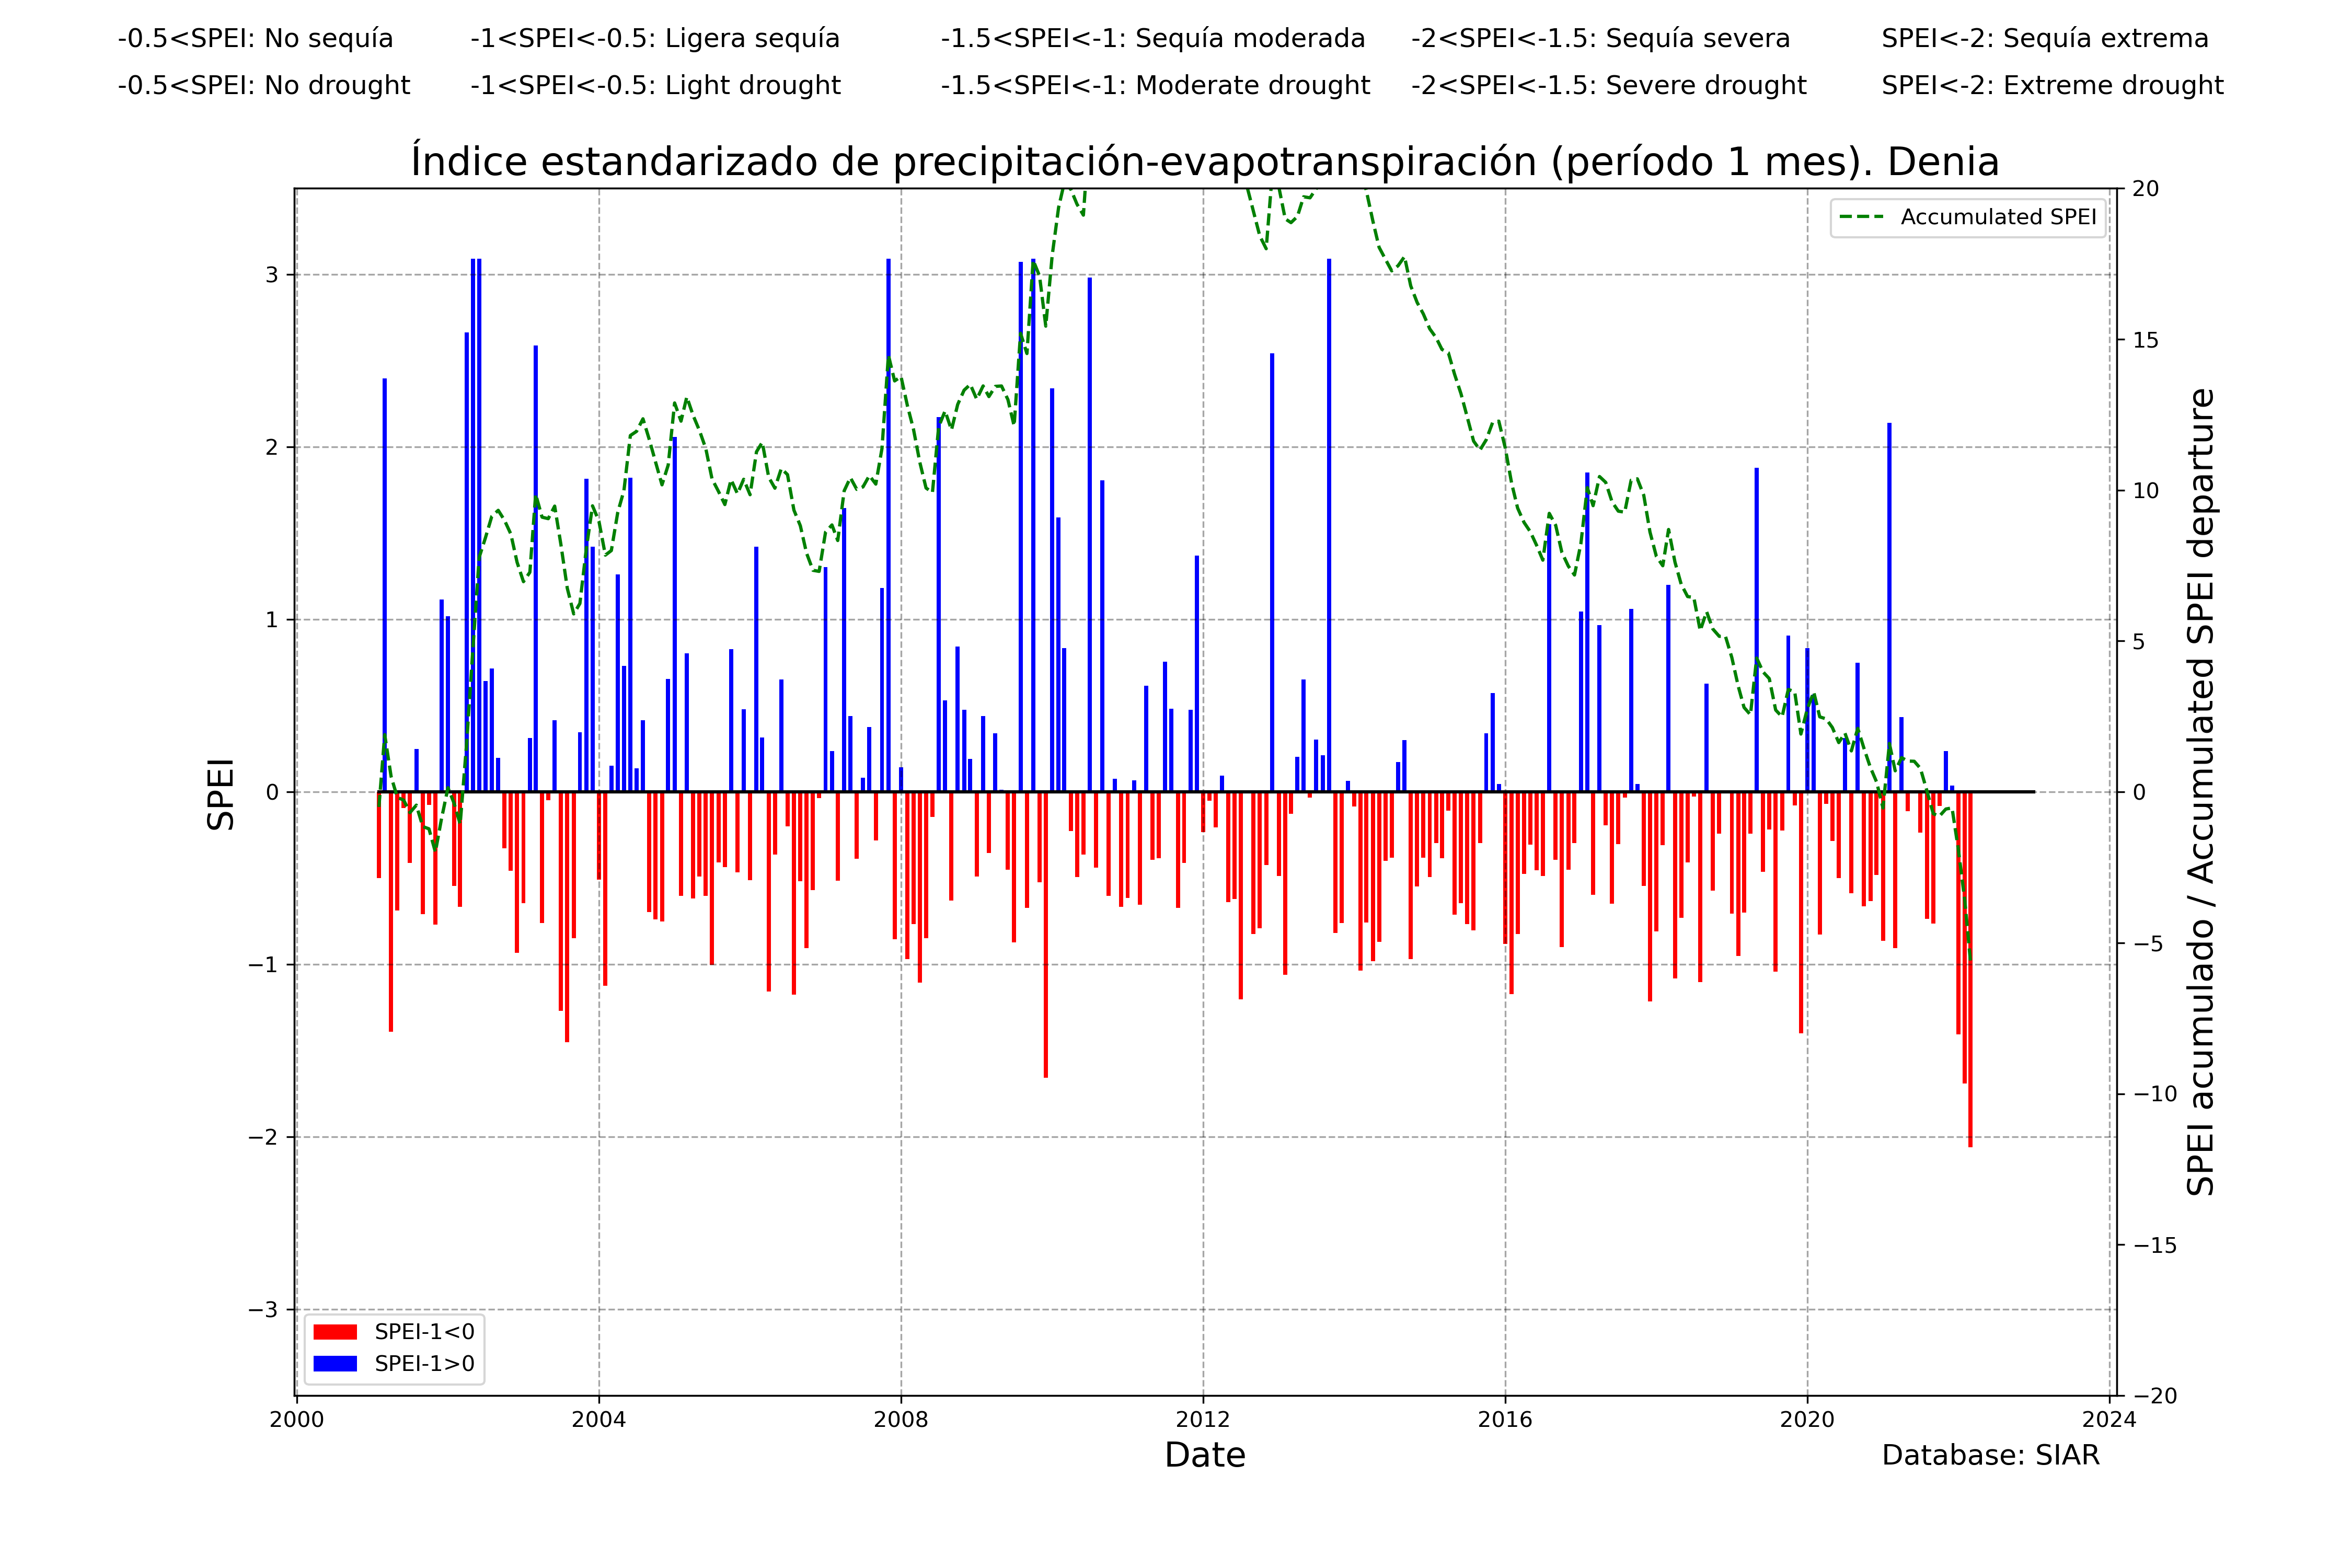 -0.5<SPEI: No sequía -1<SPEI<-0.5: Ligera sequía -1.5<SPEI<-1: Sequía moderada -2<SPEI<-1.5: Sequía severa SPEI<-2: Sequía extrema
-0.5<SPEI: No drought -1<SPEI<-0.5: Light drought -1.5<SPEI<-1: Moderate drought -2<SPEI<-1.5: Severe drought SPEI<-2: Extreme drought
Índice estandarizado de precipitación-evapotranspiración (período 1 mes). Denia
Accumulated SPEI
3
2
1
0
−1
−2
−3
SPEI
20
15
10
5
0
−5
−10
−15
−20
SPEI acumulado / Accumulated SPEI departure
SPEI-1<0
SPEI-1>0
2000 2004 2008 2012 2016 2020 2024
Date
Database: SIAR